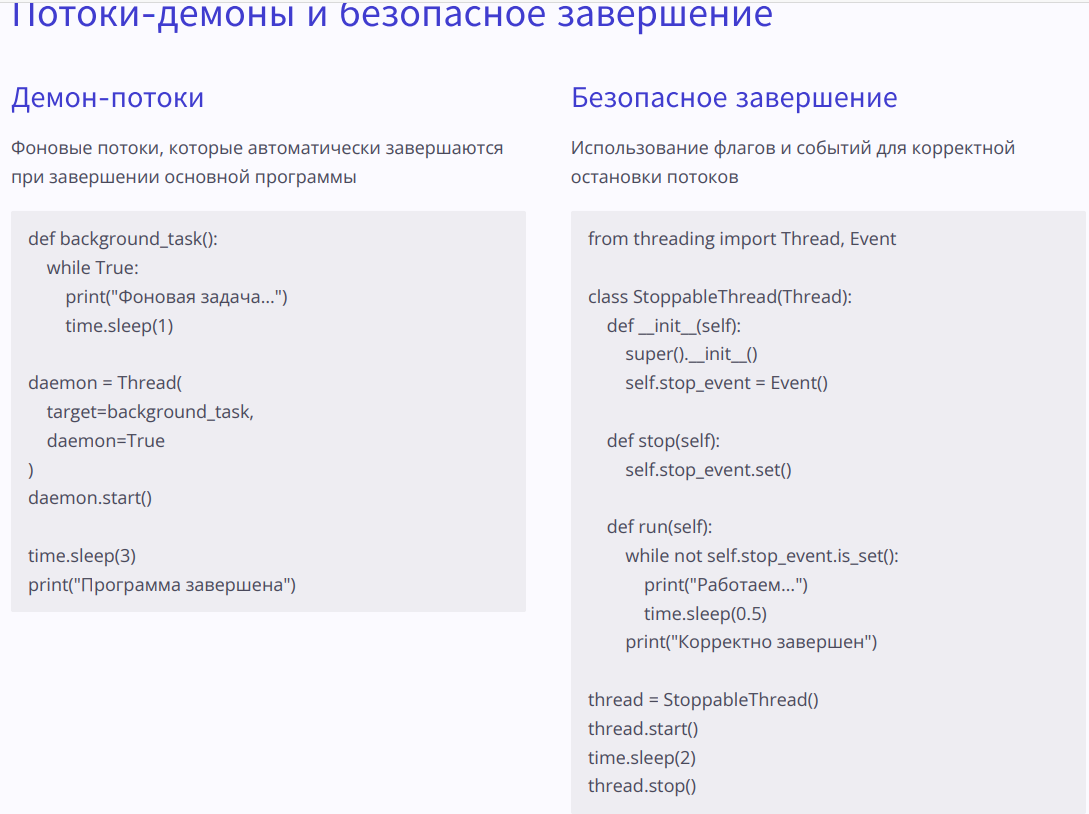 Потоки-демоны и безопасное завершение
Демон-потоки
Фоновые потоки, которые автоматически завершаются
при завершении основной программы
def background_task():
    while True:
        print("Фоновая задача...")
        time.sleep(1)

daemon = Thread(
    target=background_task,
    daemon=True
)
daemon.start()

time.sleep(3)
print("Программа завершена")
Безопасное завершение
Использование флагов и событий для корректной
остановки потоков
from threading import Thread, Event

class StoppableThread(Thread):
    def __init__(self):
        super().__init__()
        self.stop_event = Event()

    def stop(self):
        self.stop_event.set()

    def run(self):
        while not self.stop_event.is_set():
            print("Работаем...")
            time.sleep(0.5)
        print("Корректно завершен")

thread = StoppableThread()
thread.start()
time.sleep(2)
thread.stop()